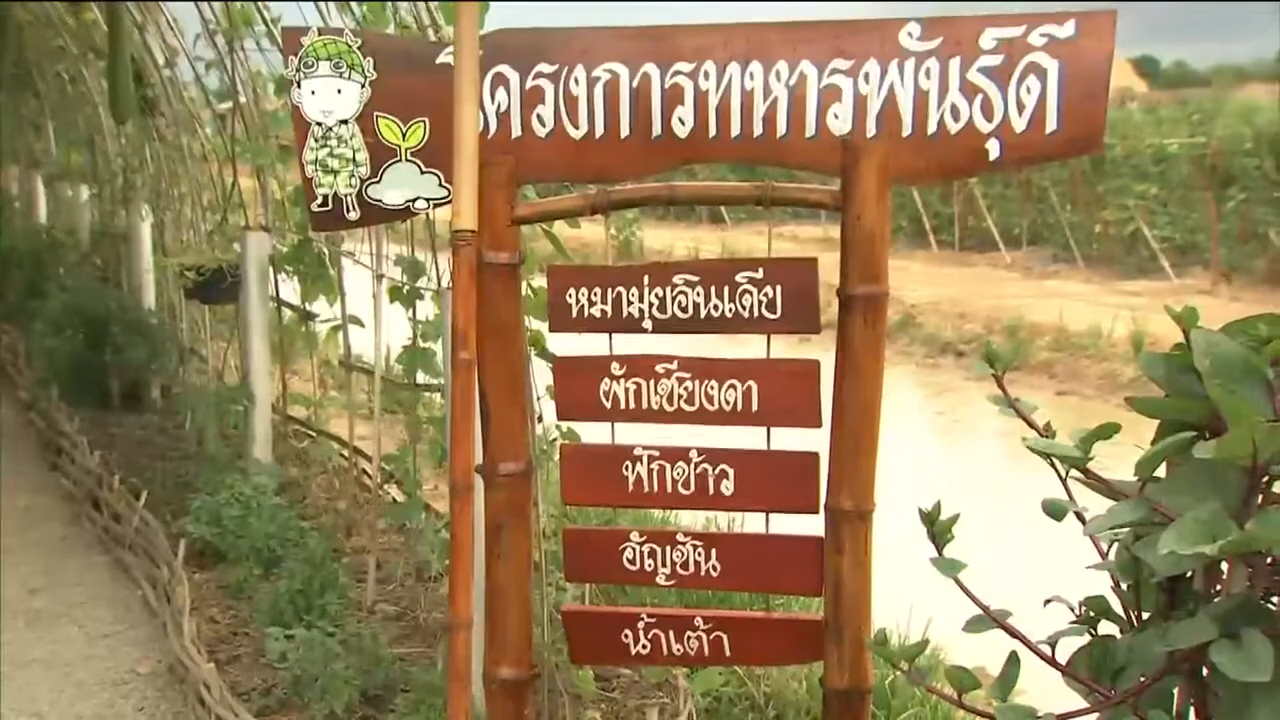 โครงการทหารพันธุ์ดี
หมามุ่ยอินเดีย
ผักเชียงดา
ฟักข้าว
อัญชัน
น้ำเต้า